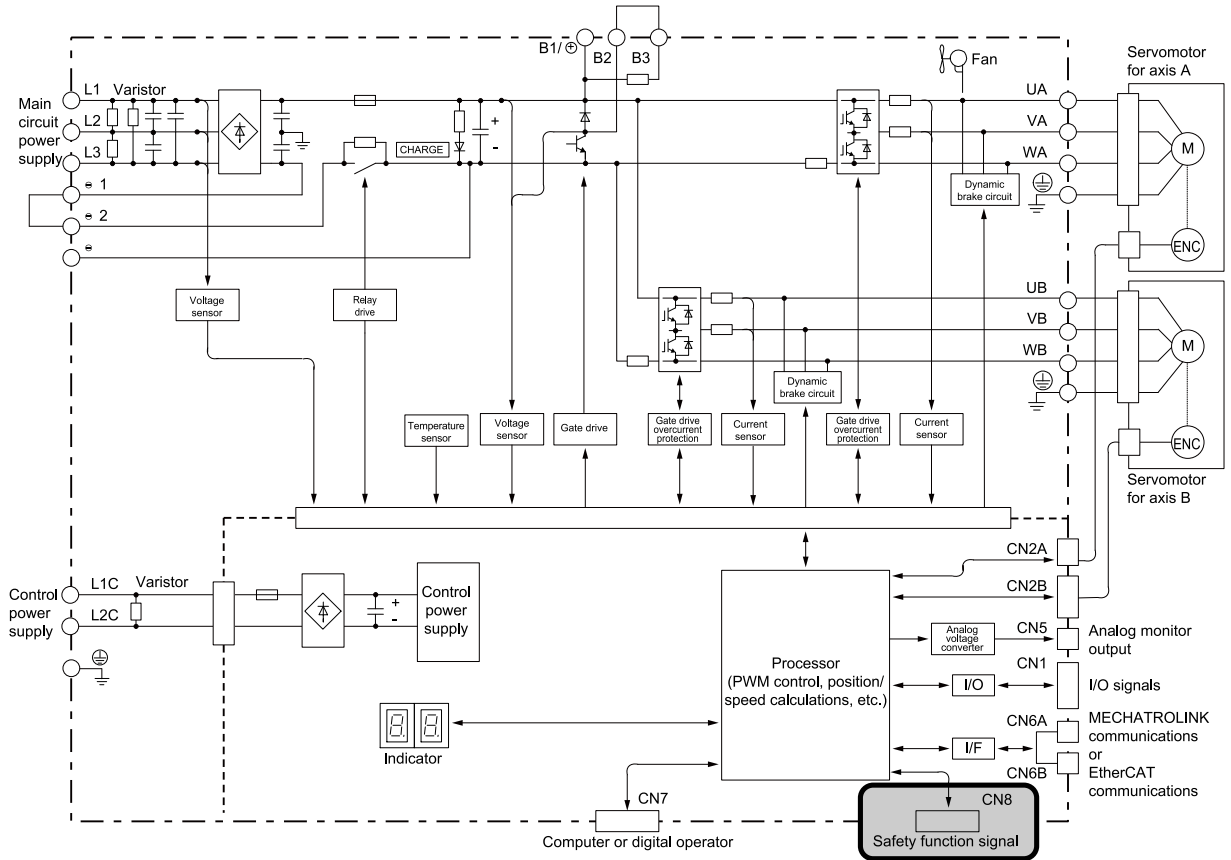 B1/⊕
B2
B3
Fan
Servomotor
for axis A
Main
circuit
power
supply
L1
Varistor
L2
L3
⊖ 1
⊖ 2
⊖
CHARGE
+
-
UA
VA
WA
M
ENC
Dynamic
brake circuit
Voltage
sensor
Relay
drive
UB
VB
WB
M
ENC
Dynamic
brake circuit
Temperature
sensor
Voltage
sensor
Gate drive
Gate drive
overcurrent
protection
Current
sensor
Gate drive
overcurrent
protection
Current
sensor
Servomotor
for axis B
Control
power
supply
L1C
Varistor
L2C
+
-
Control
power
supply
Processor
(PWM control, position/
speed calculations, etc.)
CN2A
CN2B
Analog
voltage
converter
CN5
Analog monitor
output
CN1
I/O
I/O signals
CN6A
I/F
CN6B
MECHATROLINK
communications
or
EtherCAT
communications
8 8
Indicator
CN7
Computer or digital operator
CN8
Safety function signal